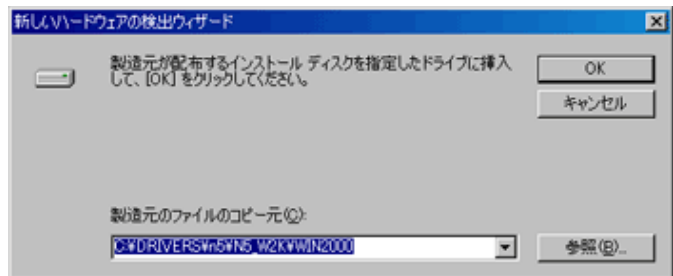 新しいハードウェアの検出ウィザード
製造元が配布するインストール ディスクを指定したドライブに挿入
して、[OK] をクリックしてください。
OK
キャンセル
製造元のファイルのコピー元(C):
C:¥DRIVERS¥n5¥N5_W2K¥WIN2000
参照(B)...